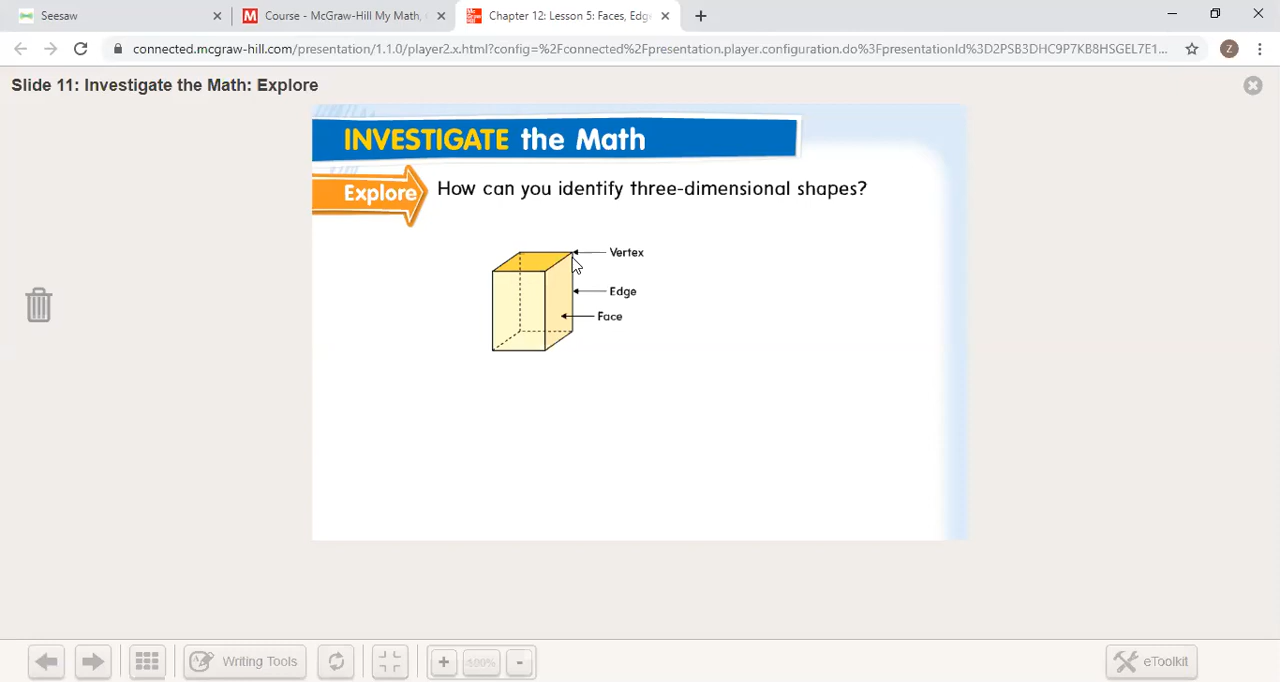 Seesaw
Course - McGraw-Hill My Math,
Chapter 12: Lesson 5: Faces, Edg
connected.mcgraw-hill.com/presentation/1.1.0/player2.x.html?config=%2Fconnected%2Fpresentation.player.configuration.do%3FpresentationId%3D2PSB3DHC9P7KB8HSGEL7E1...
Z
Slide 11: Investigate the Math: Explore
INVESTIGATE the Math
Explore How can you identify three-dimensional shapes?
Vertex
Edge
Face
Writing Tools + 100% - eToolkit